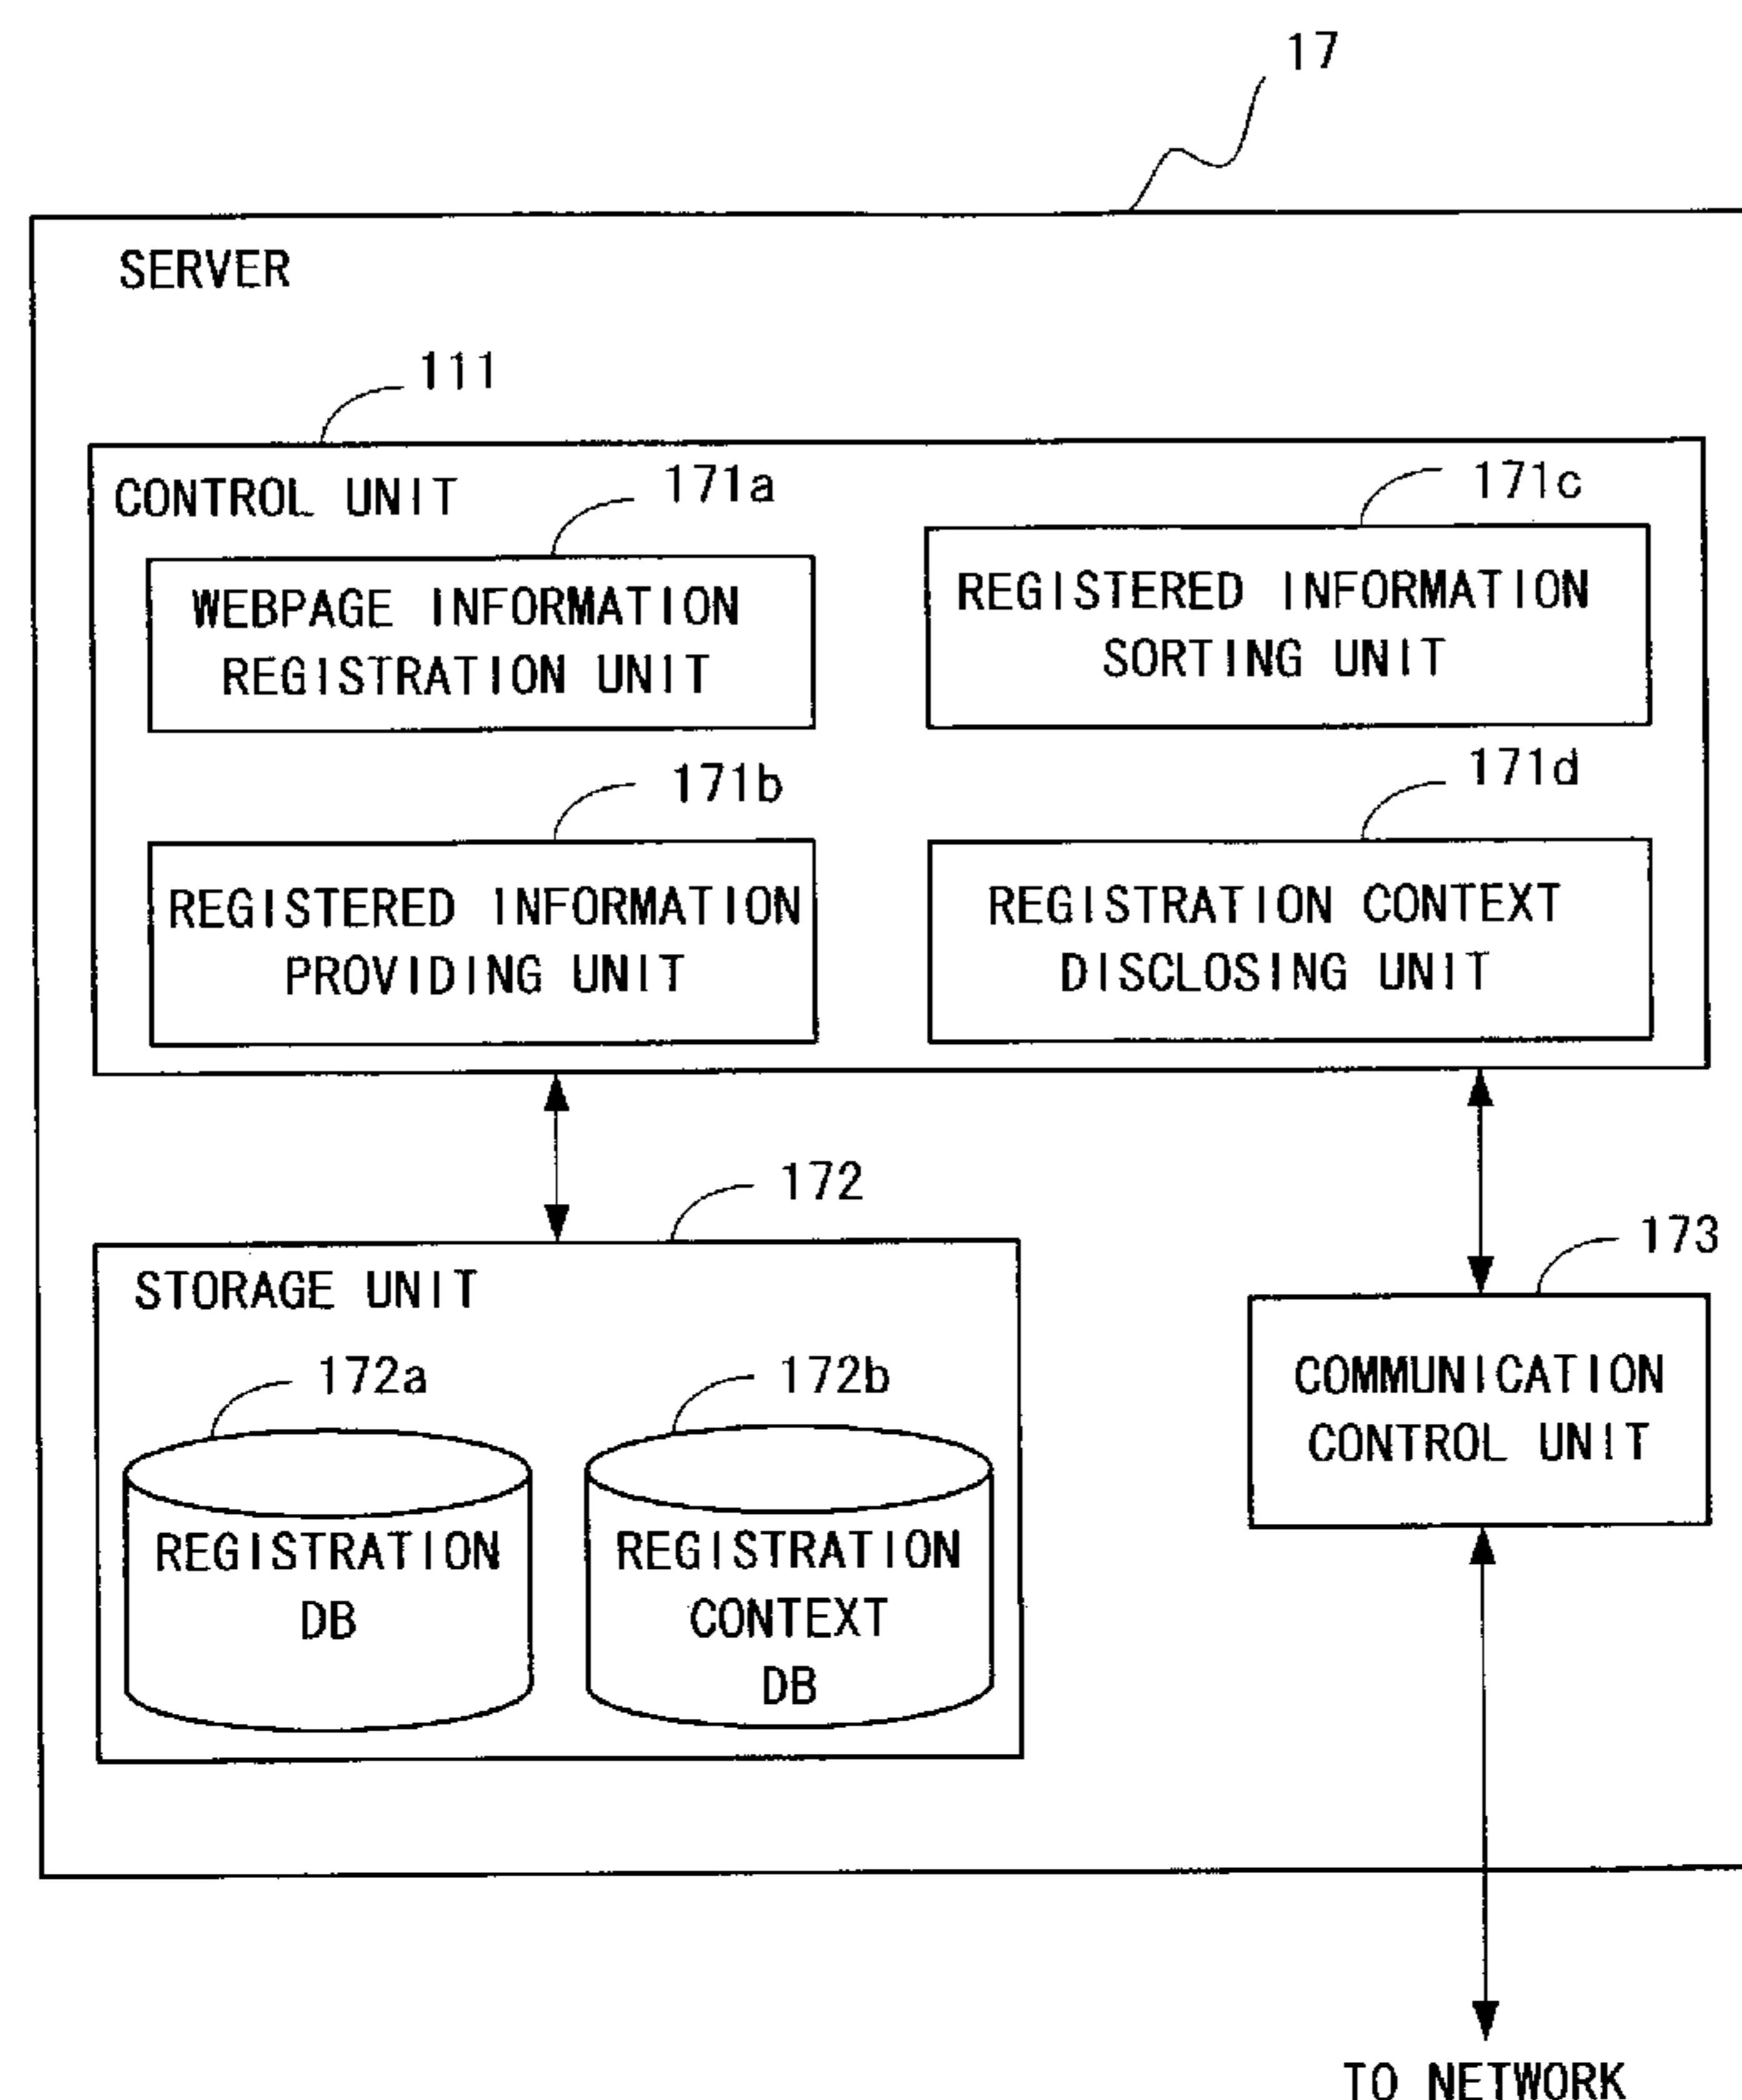 17
SERVER
111
CONTROL UNIT
171a
171c
WEBPAGE INFORMATION
REGISTRATION UNIT
REGISTERED INFORMATION
SORTING UNIT
171b
171d
REGISTERED INFORMATION
PROVIDING UNIT
REGISTRATION CONTEXT
DISCLOSING UNIT
172
173
STORAGE UNIT
172a
172b
COMMUNICATION
CONTROL UNIT
REGISTRATION
DB
REGISTRATION
CONTEXT
DB
TO NETWORK